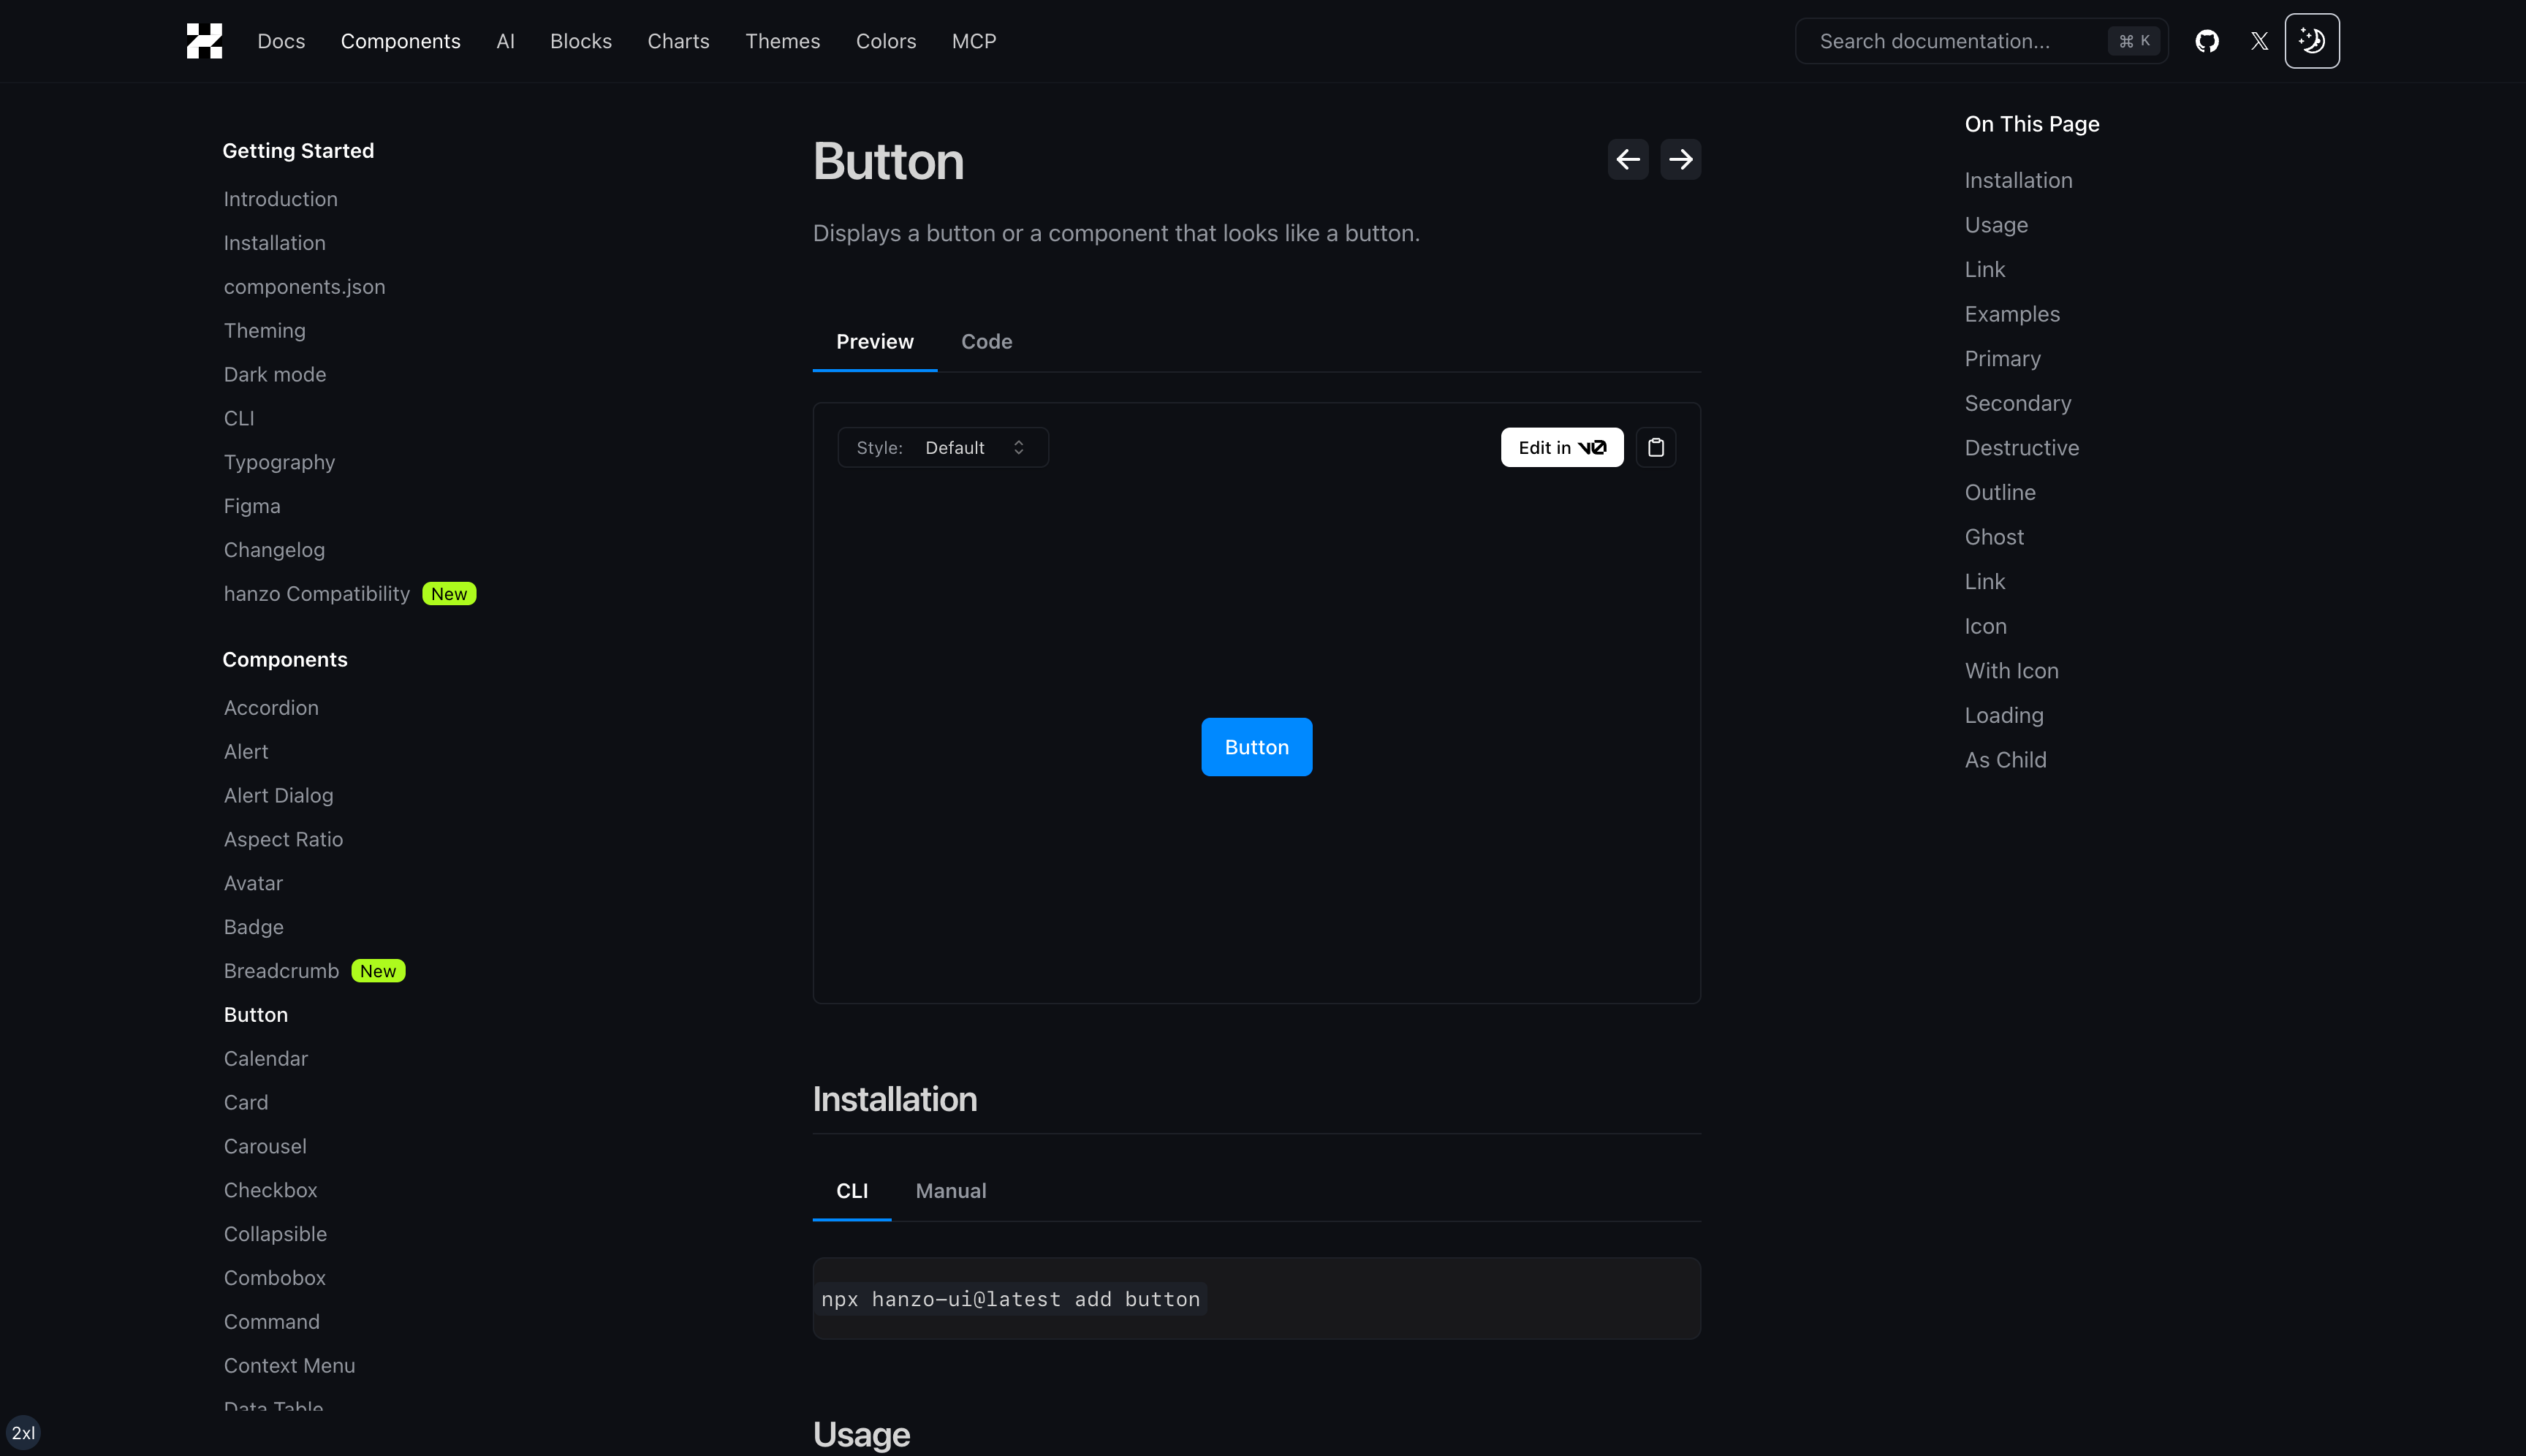 Docs Components AI Blocks Charts Themes Colors MCP Search documentation... ⌘ K
Getting Started
Introduction
Installation
components.json
Theming
Dark mode
CLI
Typography
Figma
Changelog
hanzo Compatibility New
Components
Accordion
Alert
Alert Dialog
Aspect Ratio
Avatar
Badge
Breadcrumb New
Button
Calendar
Card
Carousel
Checkbox
Collapsible
Combobox
Command
Context Menu
Data Table
2xl
Button
Displays a button or a component that looks like a button.
Preview Code
Style: Default Edit in v0
Button
Installation
CLI Manual
npx hanzo-ui@latest add button
Usage
On This Page
Installation
Usage
Link
Examples
Primary
Secondary
Destructive
Outline
Ghost
Link
Icon
With Icon
Loading
As Child